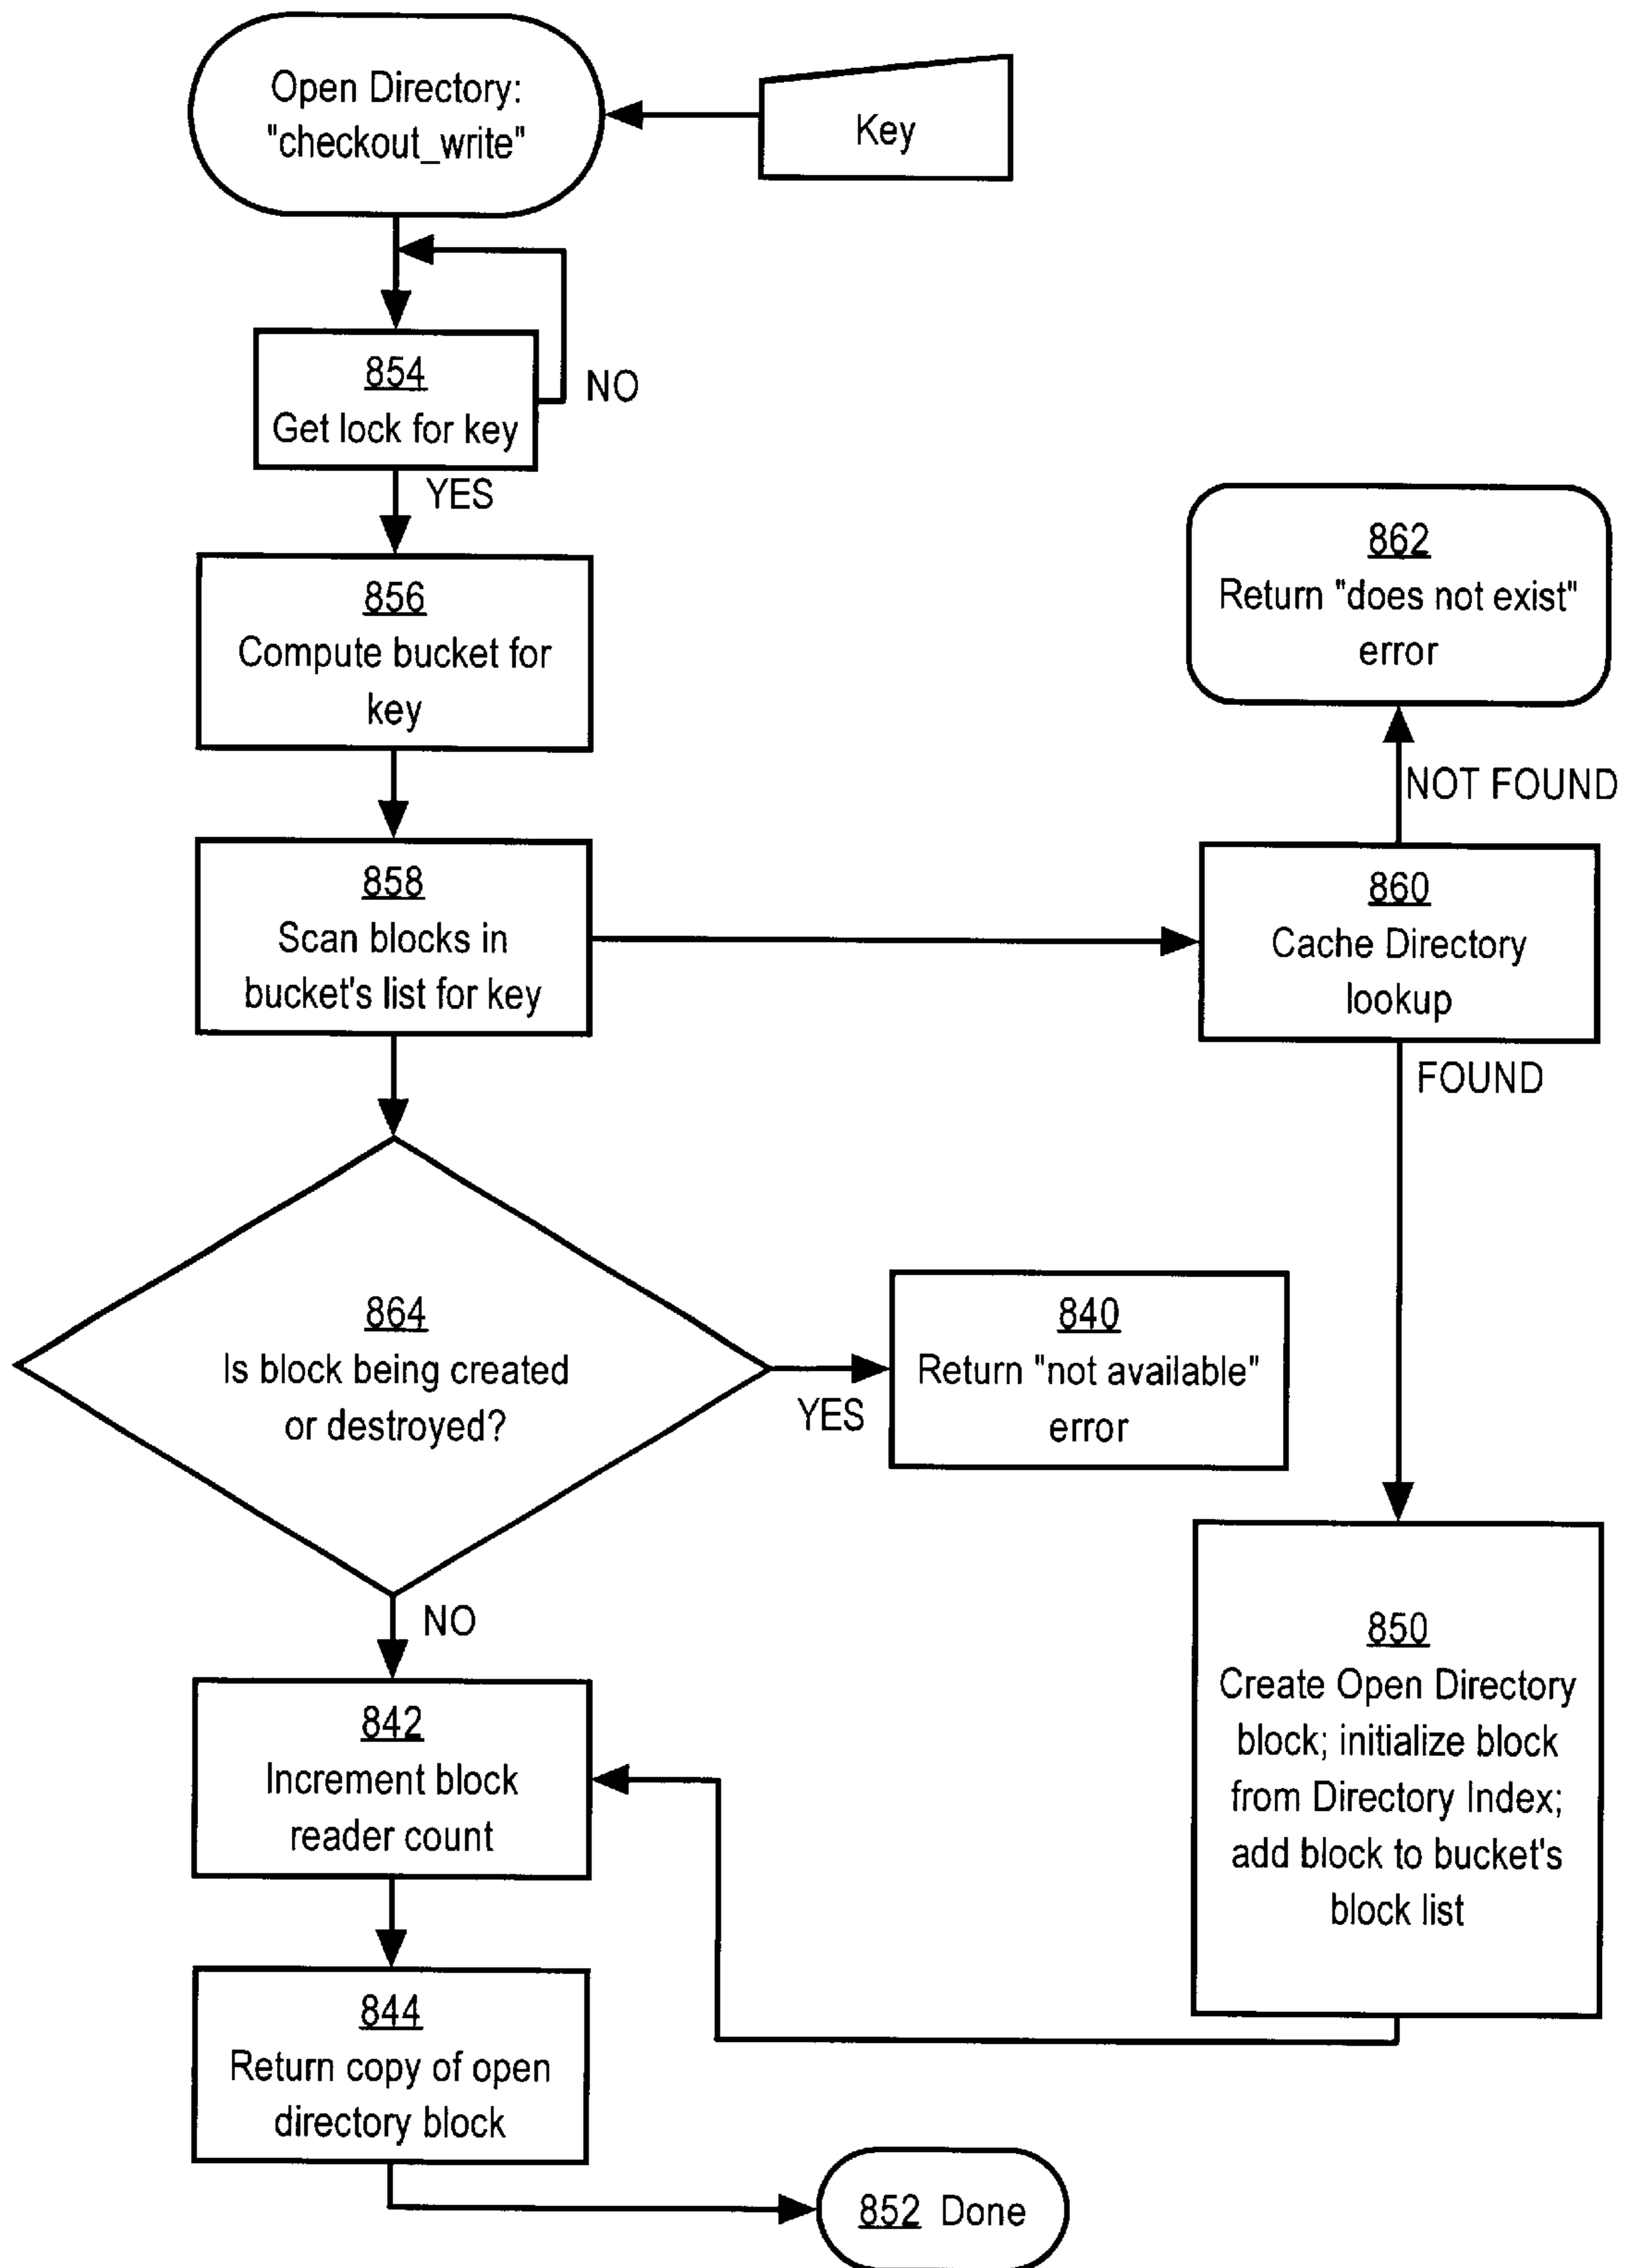 Open Directory:
"checkout_write"
Key
854
Get lock for key
NO
YES
856
Compute bucket for
key
862
Return "does not exist"
error
NOT FOUND
858
Scan blocks in
bucket's list for key
860
Cache Directory
lookup
FOUND
864
Is block being created
or destroyed?
YES
840
Return "not available"
error
NO
842
Increment block
reader count
850
Create Open Directory
block; initialize block
from Directory Index;
add block to bucket's
block list
844
Return copy of open
directory block
852 Done